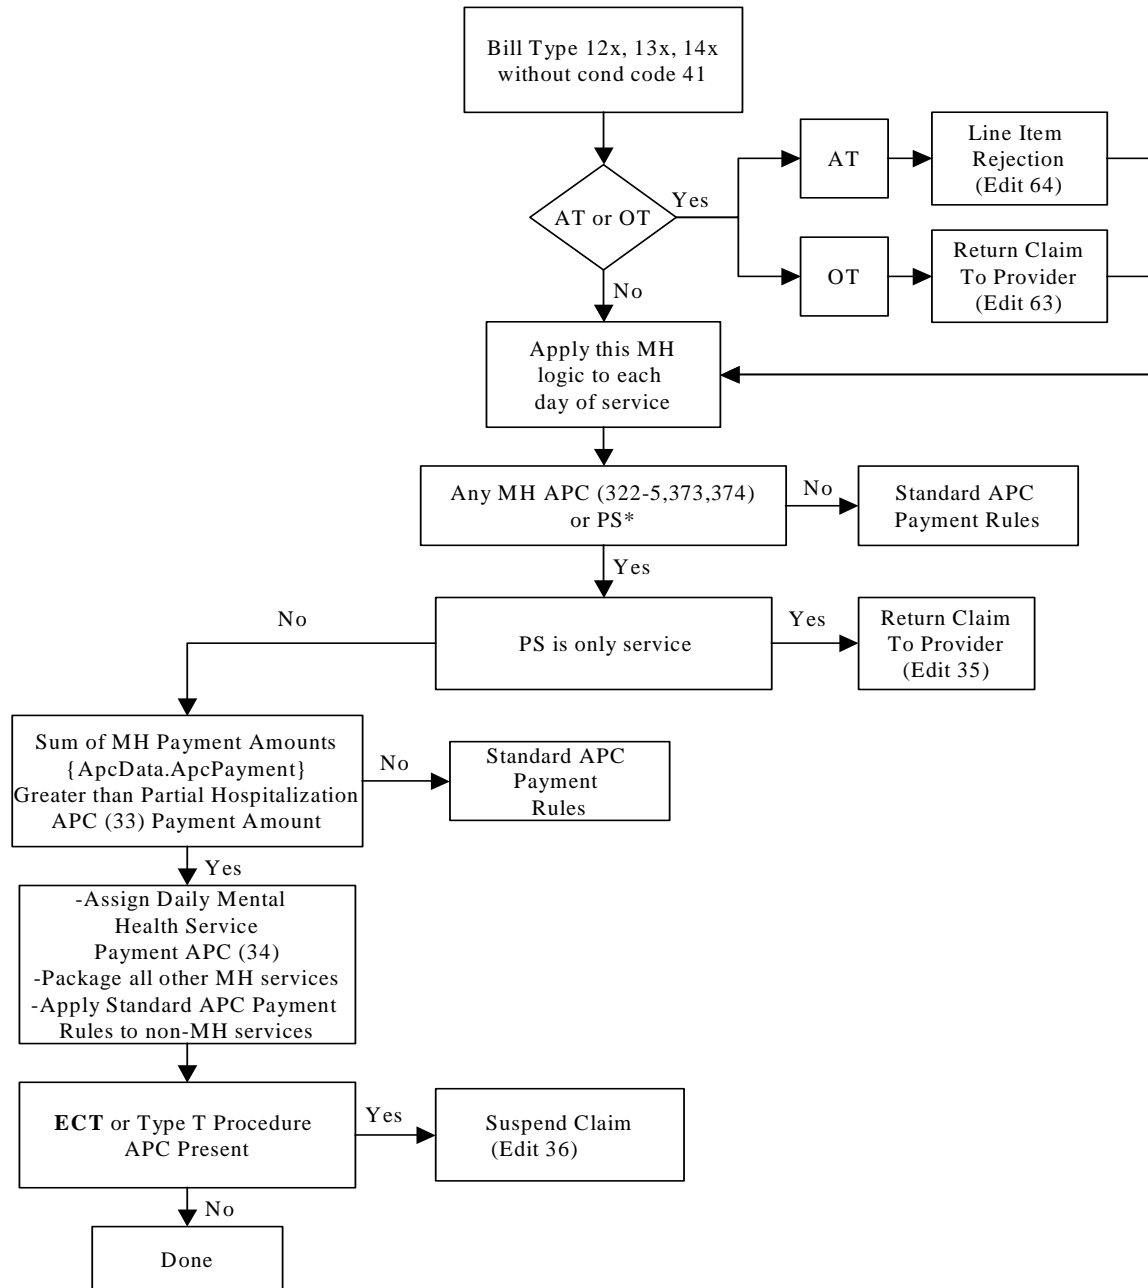 Bill Type 12x, 13x, 14x
without cond code 41
AT or OT
Yes
AT
Line Item
Rejection
(Edit 64)
OT
Return Claim
To Provider
(Edit 63)
No
Apply this MH
logic to each
day of service
Any MH APC (322-5,373,374)
or PS*
No
Standard APC
Payment Rules
Yes
PS is only service
Yes
Return Claim
To Provider
(Edit 35)
No
Sum of MH Payment Amounts
{ApcData.ApcPayment}
Greater than Partial Hospitalization
APC (33) Payment Amount
No
Standard APC
Payment
Rules
Yes
-Assign Daily Mental
Health Service
Payment APC (34)
-Package all other MH services
-Apply Standard APC Payment
Rules to non-MH services
ECT or Type T Procedure
APC Present
Yes
Suspend Claim
(Edit 36)
No
Done